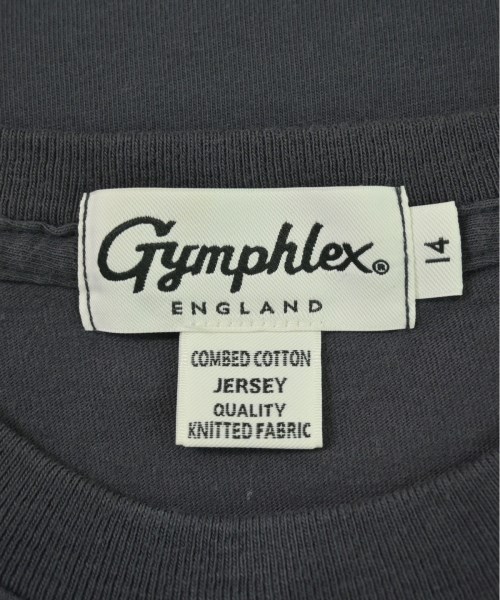 Gymphlex®
ENGLAND
14
COMBED COTTON
JERSEY
QUALITY
KNITTED FABRIC